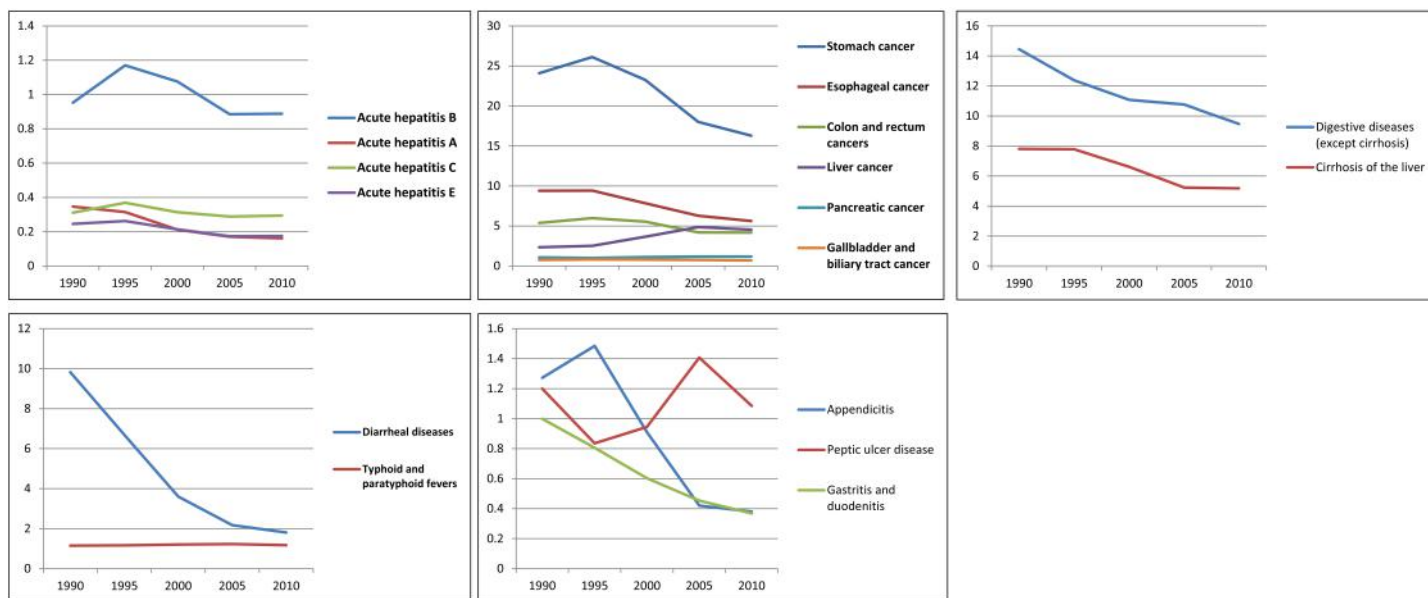 1.4
1.2
1
0.8
0.6
0.4
0.2
0
1990 1995 2000 2005 2010
Acute hepatitis B
Acute hepatitis A
Acute hepatitis C
Acute hepatitis E
30
25
20
15
10
5
0
1990 1995 2000 2005 2010
Stomach cancer
Esophageal cancer
Colon and rectum
cancers
Liver cancer
Pancreatic cancer
Gallbladder and
biliary tract cancer
16
14
12
10
8
6
4
2
0
1990 1995 2000 2005 2010
Digestive diseases
(except cirrhosis)
Cirrhosis of the liver
12
10
8
6
4
2
0
1990 1995 2000 2005 2010
Diarrheal diseases
Typhoid and
paratyphoid fevers
1.6
1.4
1.2
1
0.8
0.6
0.4
0.2
0
1990 1995 2000 2005 2010
Appendicitis
Peptic ulcer disease
Gastritis and
duodenitis